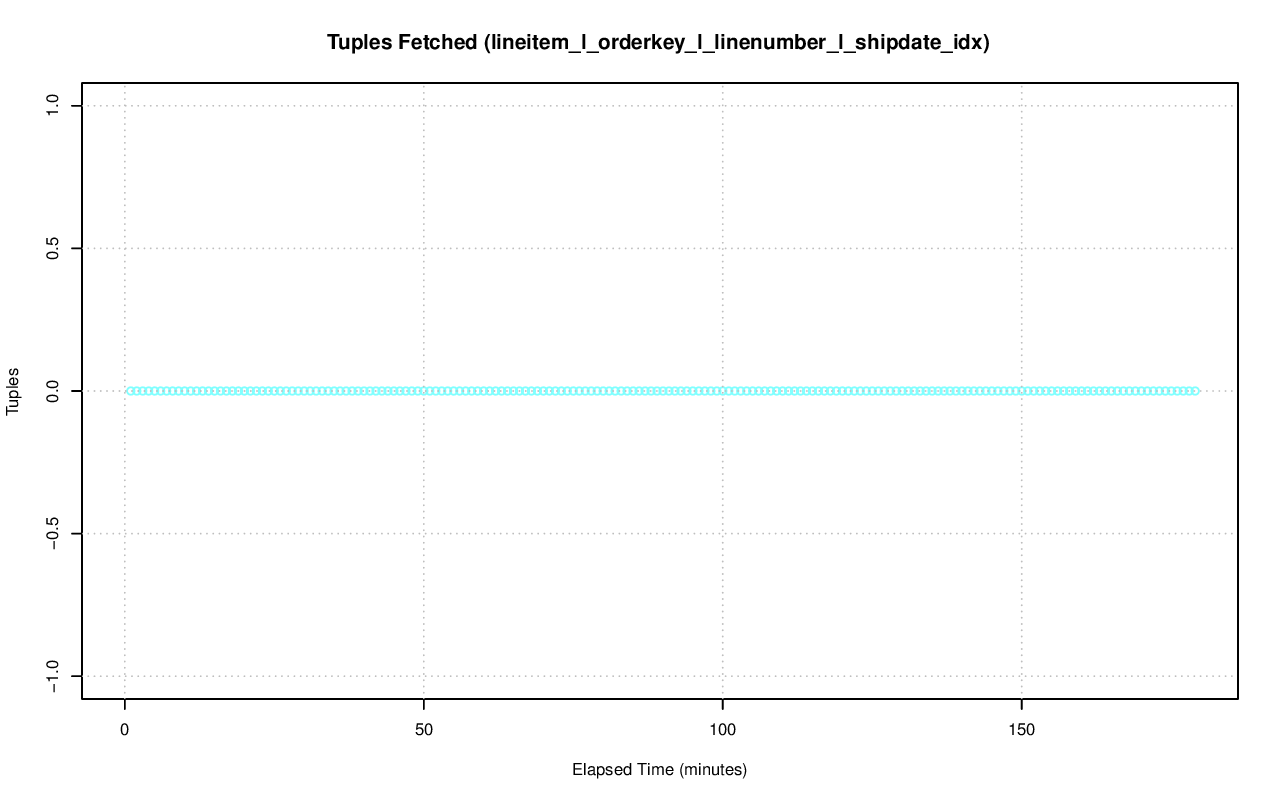 Tuples Fetched (lineitem_l_orderkey_l_linenumber_l_shipdate_idx)
1.0
0.5
0.0
−0.5
−1.0
Tuples
0 50 100 150
Elapsed Time (minutes)